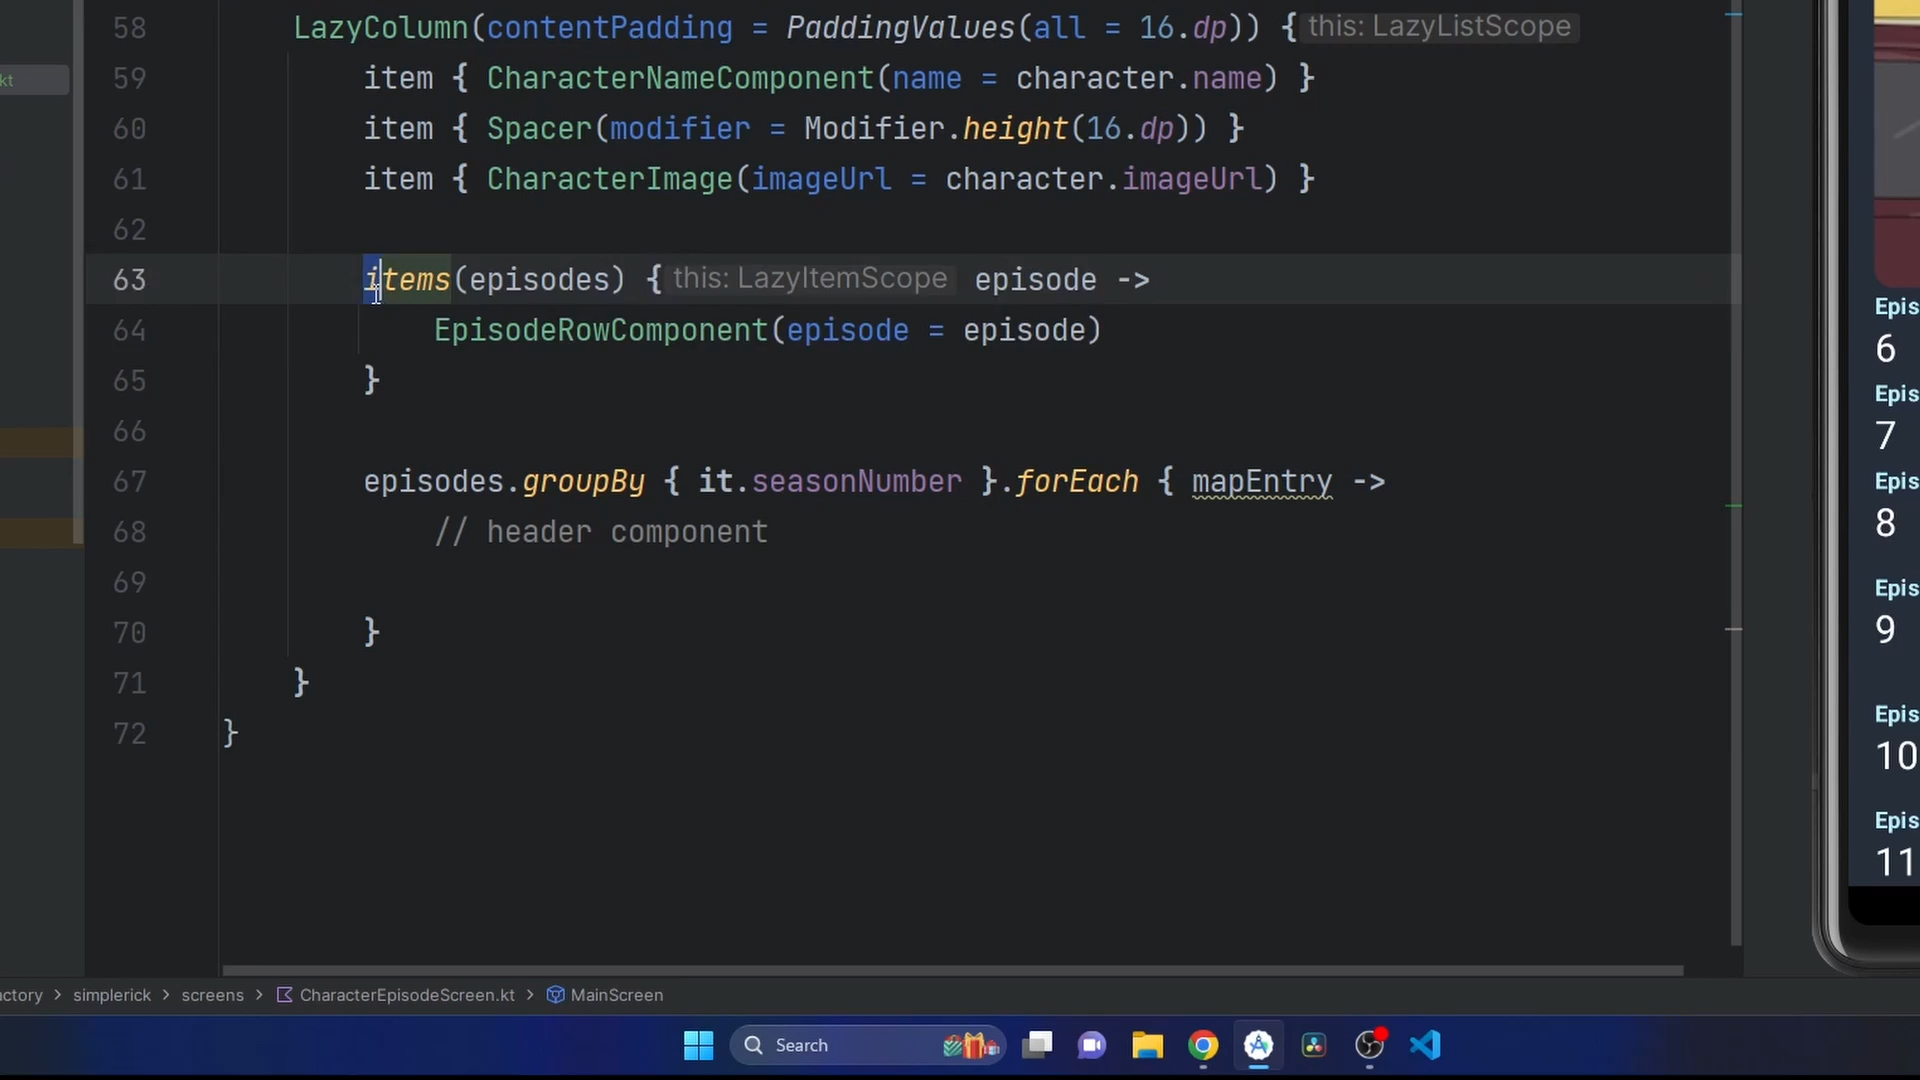 58 LazyColumn(contentPadding = PaddingValues(all = 16.dp)) { this: LazyListScope
kt
59 item { CharacterNameComponent(name = character.name) }
60 item { Spacer(modifier = Modifier.height(16.dp)) }
61 item { CharacterImage(imageUrl = character.imageUrl) }
62
63 items(episodes) { this: LazyItemScope episode ->
64 EpisodeRowComponent(episode = episode)
65 }
66
67 episodes.groupBy { it.seasonNumber }.forEach { mapEntry ->
68 // header component
69
70 }
71 }
72 }
Epis
6
Epis
7
Epis
8
Epis
9
Epis
10
Epis
11
actory > simplerick > screens > CharacterEpisodeScreen.kt > MainScreen
Search